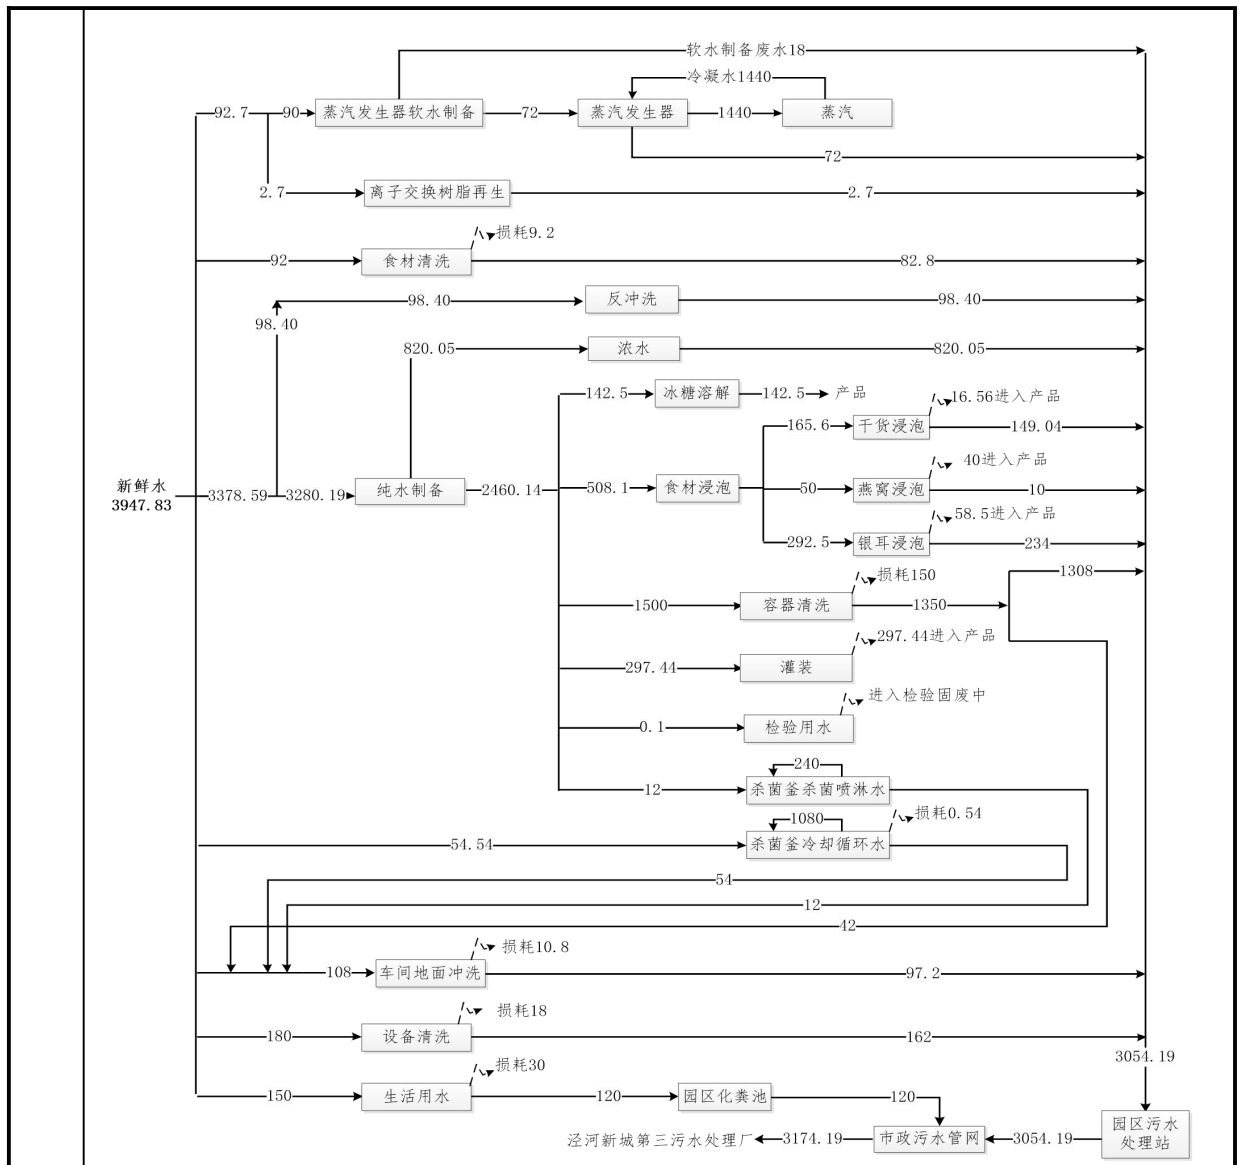 软水制备废水18
冷凝水1440
92.7 90 蒸汽发生器软水制备 72 蒸汽发生器 1440 蒸汽
72
2.7 离子交换树脂再生 2.7
损耗9.2
92 食材清洗 82.8
98.40 反冲洗 98.40
98.40
820.05 浓水 820.05
142.5 冰糖溶解 142.5 产品
16.56进入产品
165.6 干货浸泡 149.04
40进入产品
新鲜水
3947.83
3378.59 3280.19 纯水制备 2460.14 508.1 食材浸泡 50 燕窝浸泡 10
58.5进入产品
292.5 银耳浸泡 234
1308
损耗150
1500 容器清洗 1350
297.44进入产品
297.44 灌装
进入检验固废中
0.1 检验用水
240
12 杀菌釜杀菌喷淋水
损耗0.54
1080
54.54 杀菌釜冷却循环水
54
12
42
损耗10.8
108 车间地面冲洗 97.2
损耗18
180 设备清洗 162
3054.19
损耗30
150 生活用水 120 园区化粪池 120
泾河新城第三污水处理厂 3174.19 市政污水管网 3054.19 园区污水
处理站